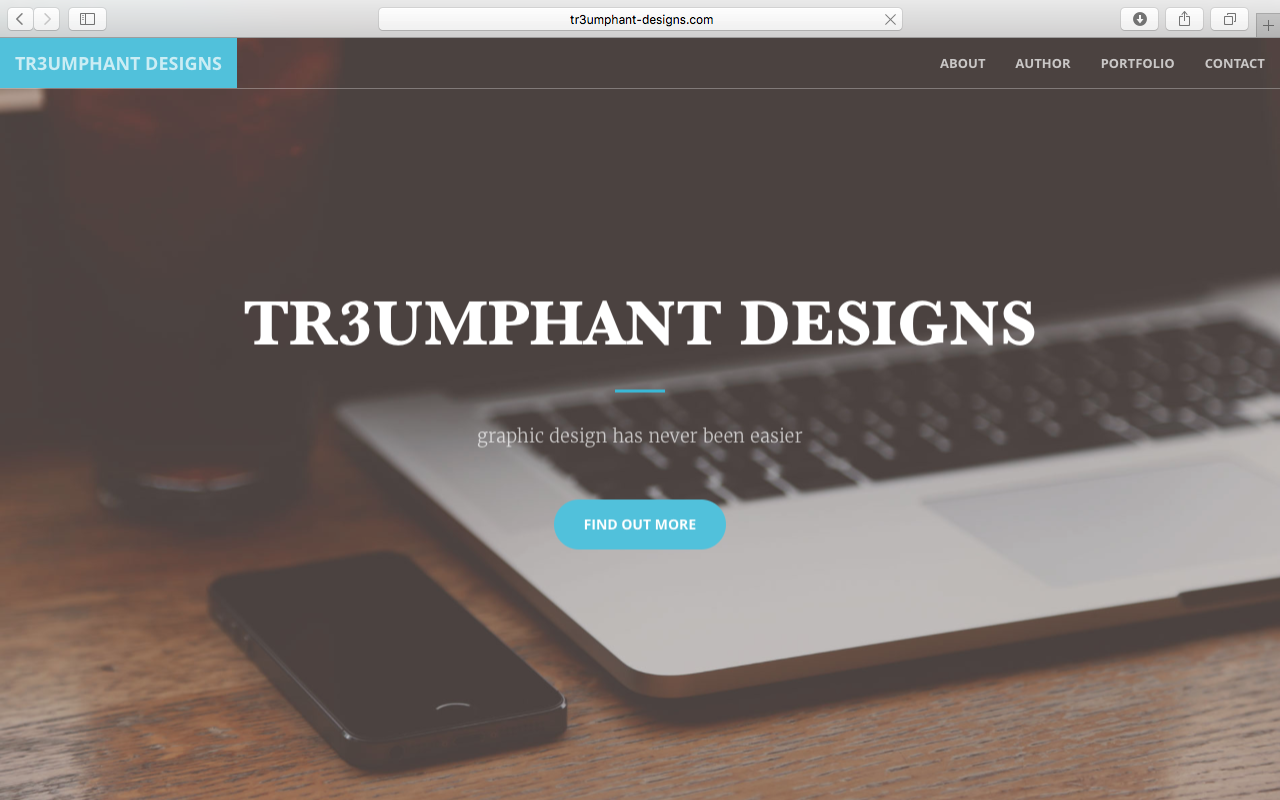 tr3umphant-designs.com
TR3UMPHANT DESIGNS
ABOUT
AUTHOR
PORTFOLIO
CONTACT
TR3UMPHANT DESIGNS
graphic design has never been easier
FIND OUT MORE